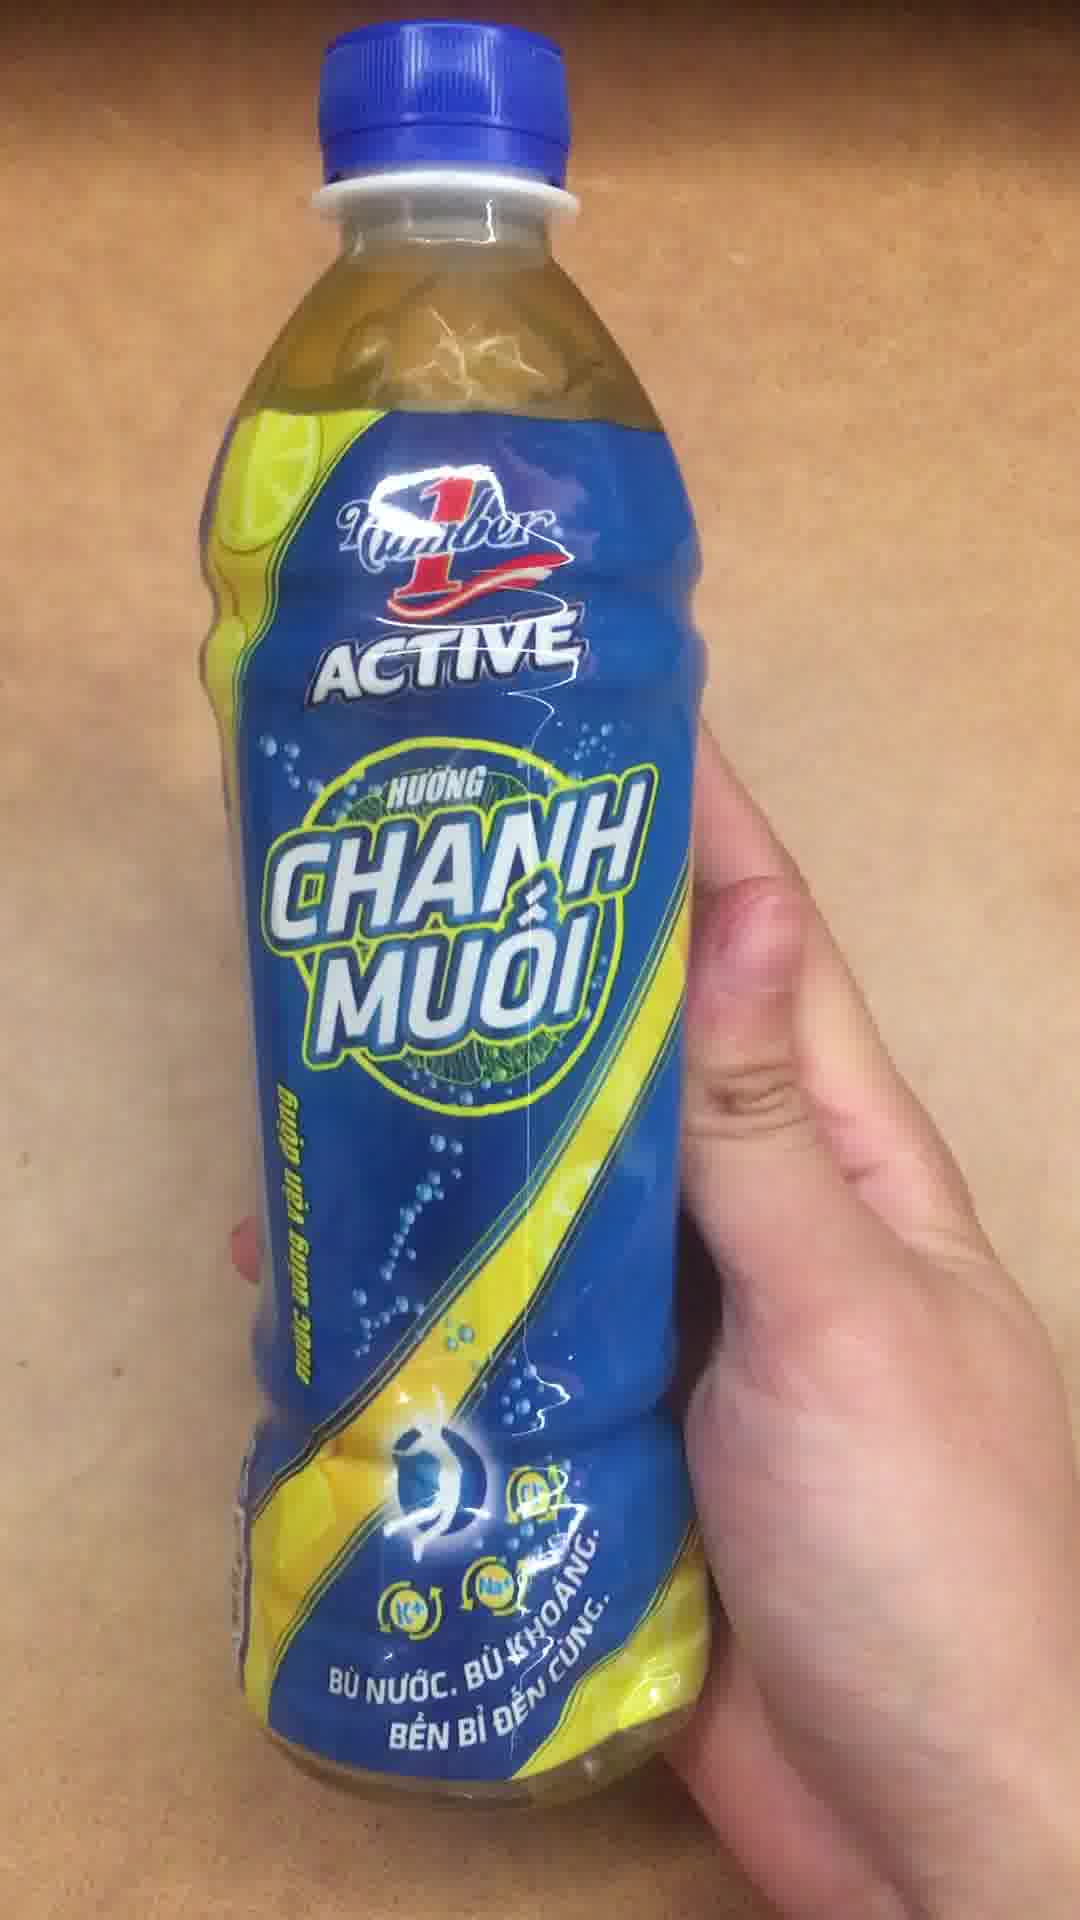 Number 1
ACTIVE
HƯƠNG
CHANH
MUỐI
nước uống vận động
Cl-
Na+
K+
BÙ NƯỚC. BÙ KHOÁNG.
BỀN BỈ ĐẾN CÙNG.